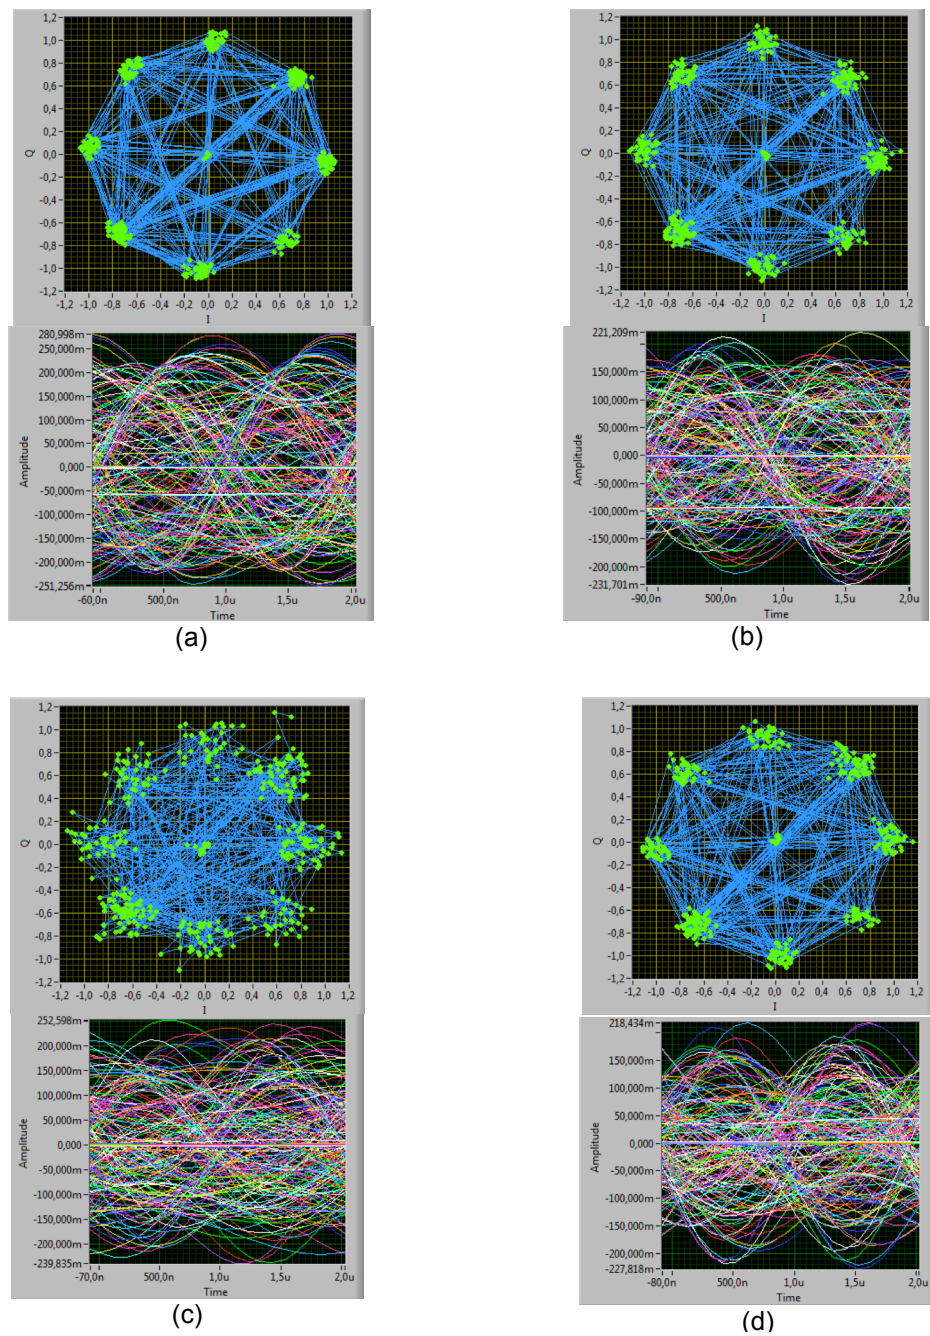 1,2
1,0
0,8
0,6
0,4
0,2
0,0
-0,2
-0,4
-0,6
-0,8
-1,0
-1,2
Q
-1,2 -1,0 -0,8 -0,6 -0,4 -0,2 0,0 0,2 0,4 0,6 0,8 1,0 1,2
I
280,998m
250,000m
200,000m
150,000m
100,000m
50,000m
0,000
-50,000m
-100,000m
-150,000m
-200,000m
-251,256m
Amplitude
-60,0n 500,0n 1,0u 1,5u 2,0u
Time
(a)
1,2
1,0
0,8
0,6
0,4
0,2
0,0
-0,2
-0,4
-0,6
-0,8
-1,0
-1,2
Q
-1,2 -1,0 -0,8 -0,6 -0,4 -0,2 0,0 0,2 0,4 0,6 0,8 1,0 1,2
I
221,209m
150,000m
100,000m
50,000m
0,000
-50,000m
-100,000m
-150,000m
-200,000m
-231,701m
Amplitude
-90,0n 500,0n 1,0u 1,5u 2,0u
Time
(b)
1,2
1,0
0,8
0,6
0,4
0,2
0,0
-0,2
-0,4
-0,6
-0,8
-1,0
-1,2
Q
-1,2 -1,0 -0,8 -0,6 -0,4 -0,2 0,0 0,2 0,4 0,6 0,8 1,0 1,2
I
252,598m
200,000m
150,000m
100,000m
50,000m
0,000
-50,000m
-100,000m
-150,000m
-200,000m
-239,835m
Amplitude
-70,0n 500,0n 1,0u 1,5u 2,0u
Time
(c)
1,2
1,0
0,8
0,6
0,4
0,2
0,0
-0,2
-0,4
-0,6
-0,8
-1,0
-1,2
Q
-1,2 -1,0 -0,8 -0,6 -0,4 -0,2 0,0 0,2 0,4 0,6 0,8 1,0 1,2
I
218,434m
150,000m
100,000m
50,000m
0,000
-50,000m
-100,000m
-150,000m
-200,000m
-227,818m
Amplitude
-80,0n 500,0n 1,0u 1,5u 2,0u
Time
(d)